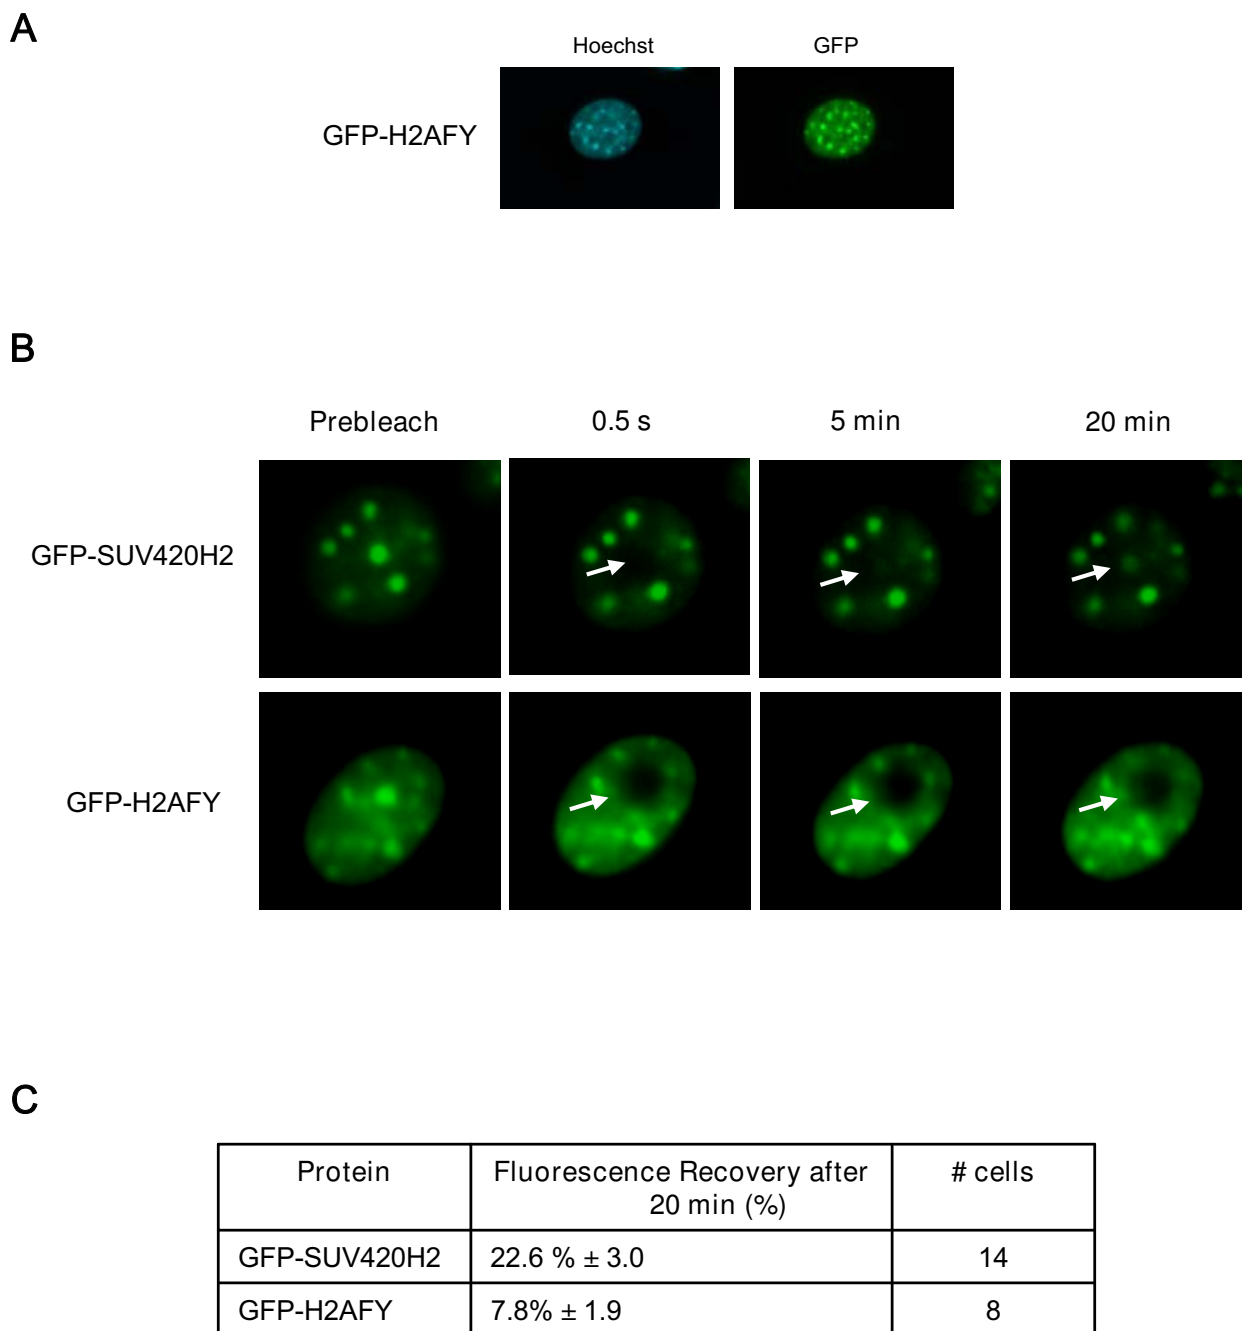 A
Hoechst GFP
GFP-H2AFY
B
Prebleach 0.5 s 5 min 20 min
GFP-SUV420H2
GFP-H2AFY
C
Protein Fluorescence Recovery after # cells
20 min (%)
GFP-SUV420H2 22.6 % ± 3.0 14
GFP-H2AFY 7.8% ± 1.9 8